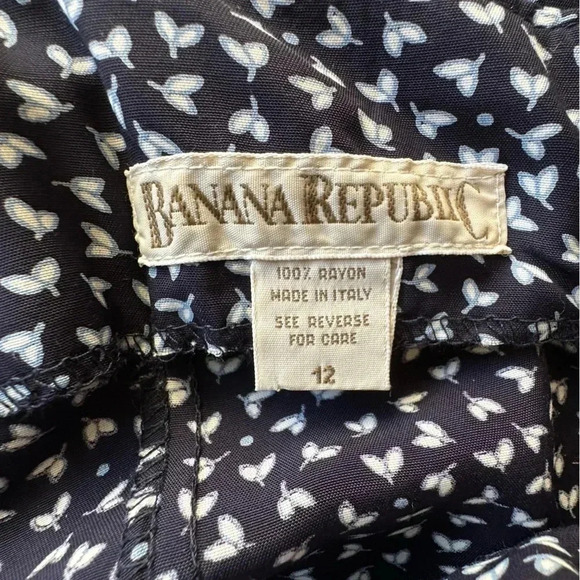 BANANA REPUBLIC
100% RAYON
MADE IN ITALY
SEE REVERSE
FOR CARE
12